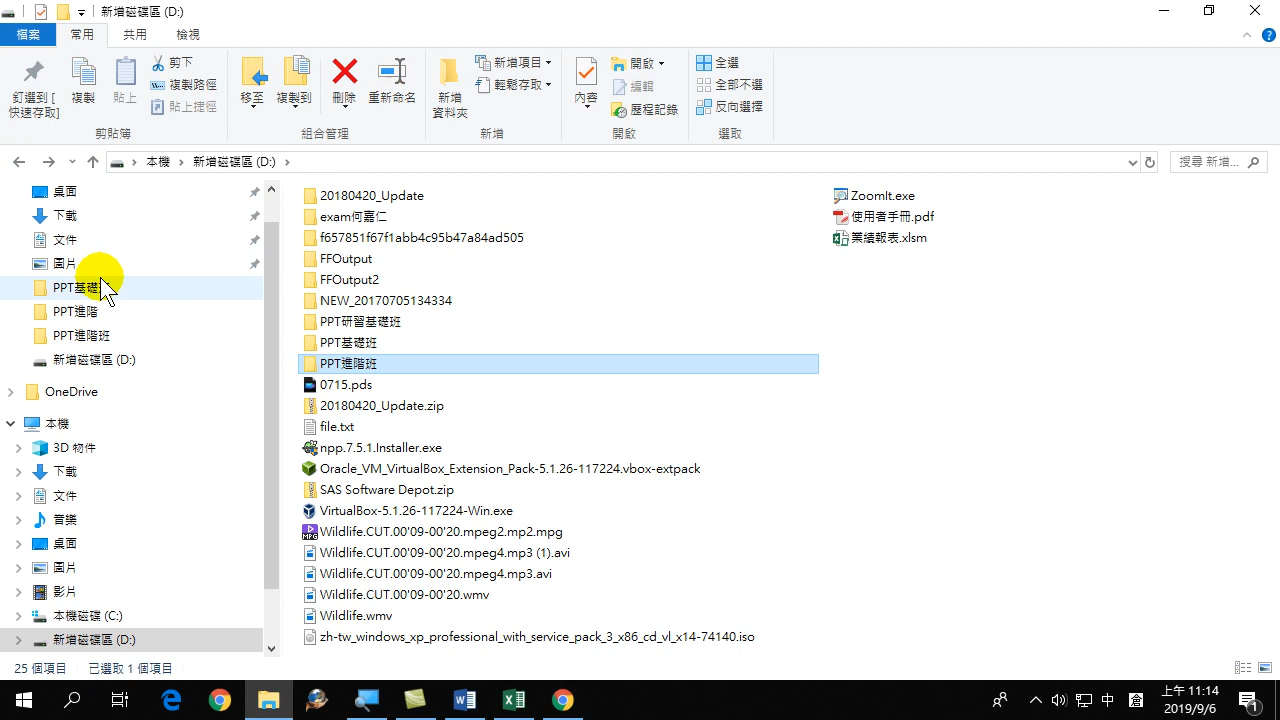 新增磁碟區 (D:)
檔案 常用 共用 檢視
釘選到 [
快速存取]
複製
貼上
剪下
複製路徑
貼上捷徑
剪貼簿
移至
複製到
刪除
重新命名
組合管理
新增
資料夾
新增項目
輕鬆存取
新增
內容
開啟
編輯
歷程記錄
開啟
全選
全部不選
反向選擇
選取
本機 新增磁碟區 (D:)
搜尋 新增...
桌面
下載
文件
圖片
PPT進階
PPT進階班
新增磁碟區 (D:)
OneDrive
本機
3D 物件
下載
文件
音樂
桌面
圖片
影片
本機磁碟 (C:)
新增磁碟區 (D:)
20180420_Update
exam何嘉仁
f657851f67f1abb4c95b47a84ad505
FFOutput
FFOutput2
NEW_20170705134334
PPT研習基礎班
PPT基礎班
PPT進階班
0715.pds
20180420_Update.zip
file.txt
npp.7.5.1.Installer.exe
Oracle_VM_VirtualBox_Extension_Pack-5.1.26-117224.vbox-extpack
SAS Software Depot.zip
VirtualBox-5.1.26-117224-Win.exe
Wildlife.CUT.00'09-00'20.mpeg2.mp2.mpg
Wildlife.CUT.00'09-00'20.mpeg4.mp3 (1).avi
Wildlife.CUT.00'09-00'20.mpeg4.mp3.avi
Wildlife.CUT.00'09-00'20.wmv
Wildlife.wmv
zh-tw_windows_xp_professional_with_service_pack_3_x86_cd_vl_x14-74140.iso
ZoomIt.exe
使用者手冊.pdf
業績報表.xlsm
25 個項目 已選取 1 個項目
中
上午 11:14
2019/9/6
1